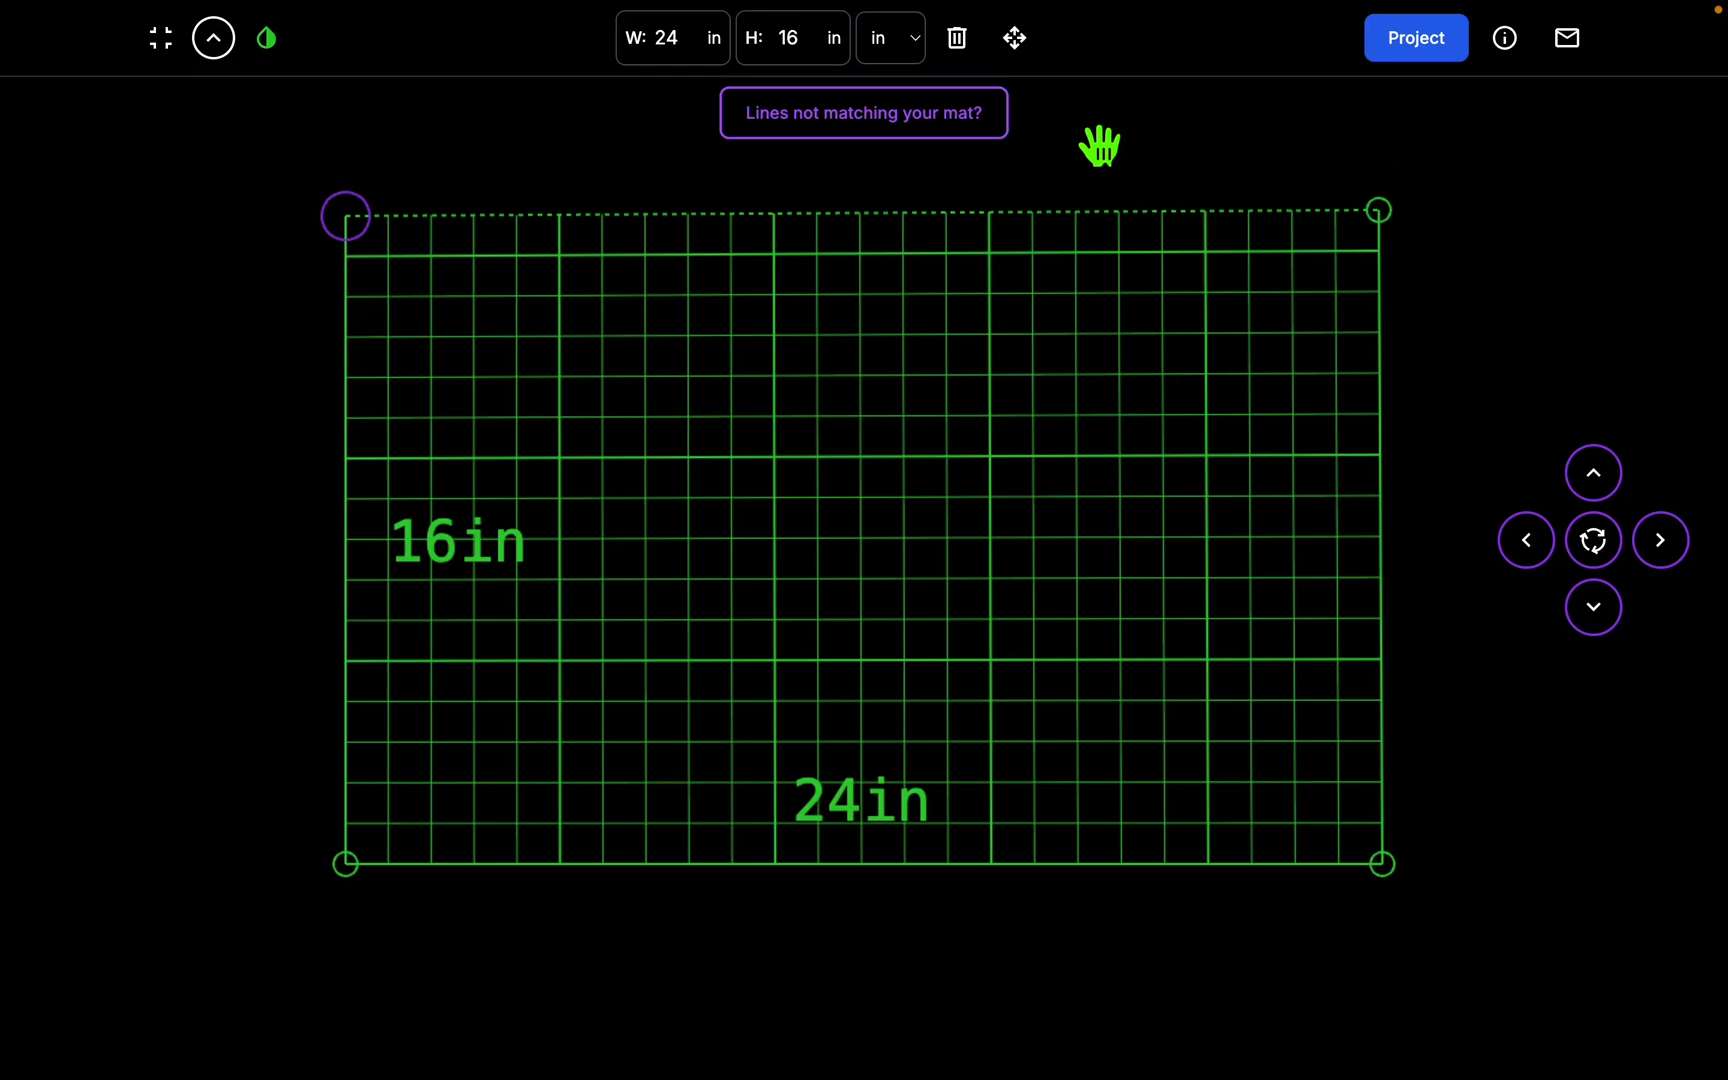 W: 24 in H: 16 in in Project
Lines not matching your mat?
16in
24in